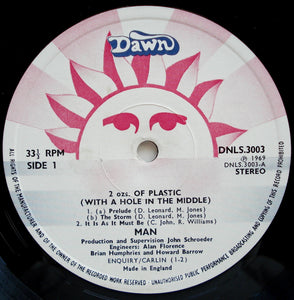 Dawn
33⅓ RPM
SIDE 1
DNLS.3003
℗ 1969
DNLS.3003-A
STEREO
2 ozs. OF PLASTIC
(WITH A HOLE IN THE MIDDLE)
1. (a) Prelude (D. Leonard, M. Jones)
(b) The Storm (D. Leonard, M. Jones)
2. It Is As It Must Be (C. John, R. Williams)
MAN
Production and Supervision John Schroeder
Engineers: Alan Florence
Brian Humphries and Howard Barrow
ENQUIRY/CARLIN (1-2)
Made in England
ALL RIGHTS OF THE MANUFACTURER AND OF THE OWNER OF THE RECORDED WORK RESERVED · UNAUTHORISED PUBLIC PERFORMANCE, BROADCASTING AND COPYING OF THIS RECORD PROHIBITED